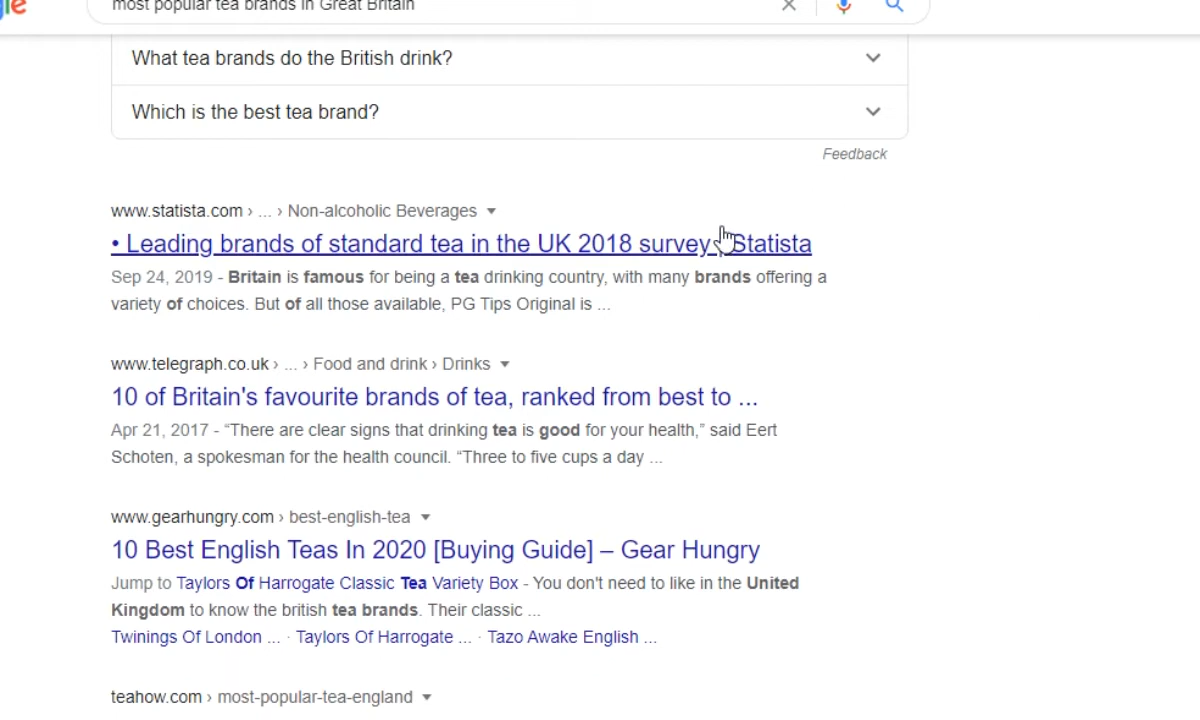 most popular tea brands in Great Britain
What tea brands do the British drink?
Which is the best tea brand?
Feedback
www.statista.com › ... › Non-alcoholic Beverages
• Leading brands of standard tea in the UK 2018 survey | Statista
Sep 24, 2019 - Britain is famous for being a tea drinking country, with many brands offering a
variety of choices. But of all those available, PG Tips Original is ...
www.telegraph.co.uk › ... › Food and drink › Drinks
10 of Britain's favourite brands of tea, ranked from best to ...
Apr 21, 2017 - “There are clear signs that drinking tea is good for your health,” said Eert
Schoten, a spokesman for the health council. “Three to five cups a day ...
www.gearhungry.com › best-english-tea
10 Best English Teas In 2020 [Buying Guide] – Gear Hungry
Jump to Taylors Of Harrogate Classic Tea Variety Box - You don't need to like in the United
Kingdom to know the british tea brands. Their classic ...
Twinings Of London ... · Taylors Of Harrogate ... · Tazo Awake English ...
teahow.com › most-popular-tea-england